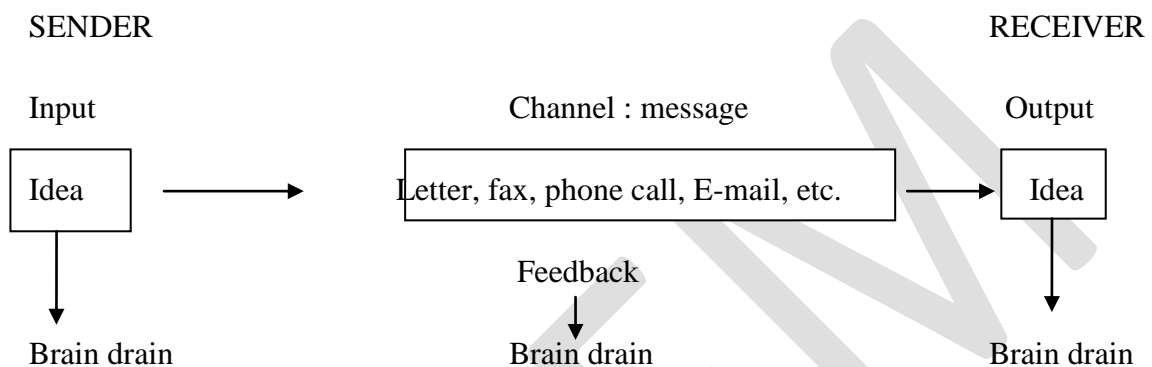 SENDER RECEIVER
Input Channel : message Output
Idea Letter, fax, phone call, E-mail, etc. Idea
Feedback
Brain drain Brain drain Brain drain